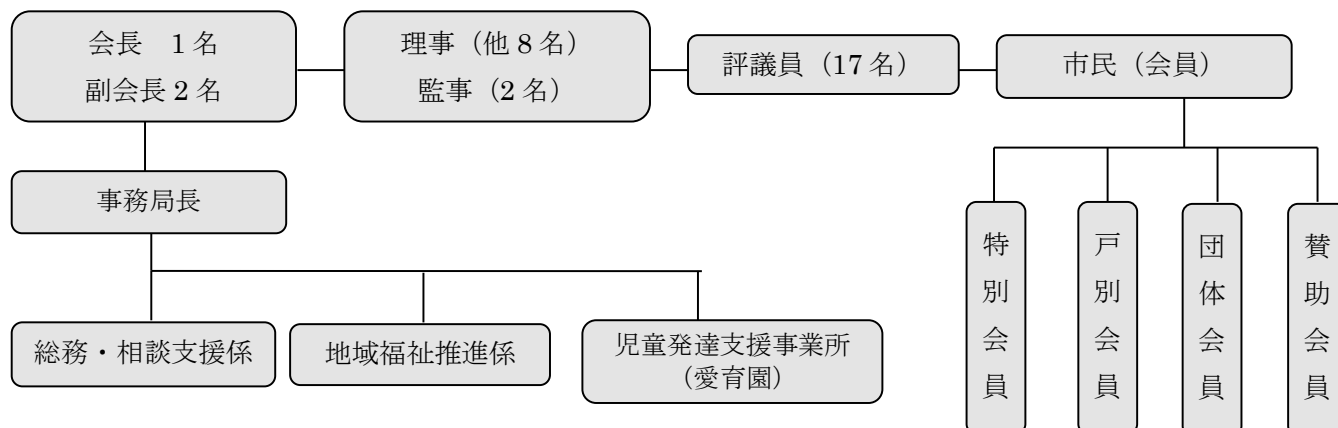 会長　1名
副会長 2名
理事（他 8名）
監事（2名）
評議員（17名）
市民（会員）
事務局長
特別会員
戸別会員
団体会員
賛助会員
総務・相談支援係
地域福祉推進係
児童発達支援事業所
（愛育園）